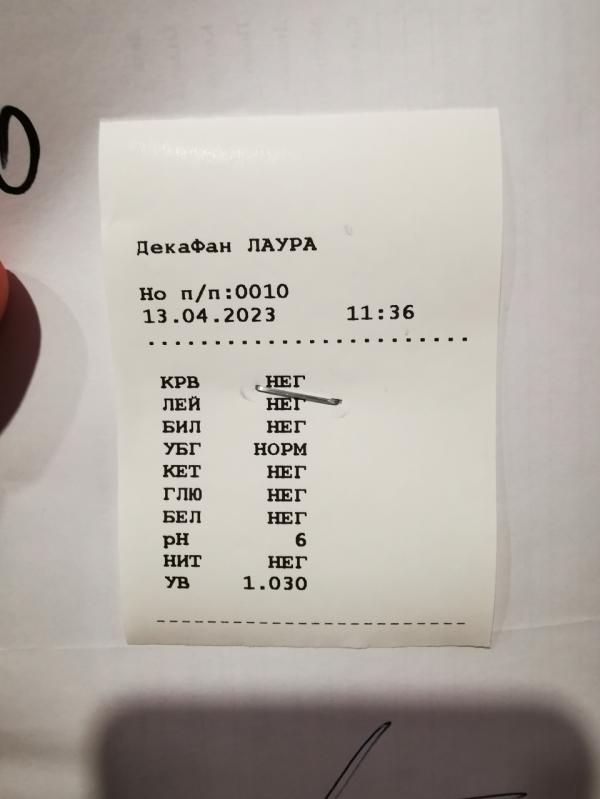 ДекаФан ЛАУРА
Но п/п:0010
13.04.2023 11:36
КРВ НЕГ
ЛЕЙ НЕГ
БИЛ НЕГ
УБГ НОРМ
КЕТ НЕГ
ГЛЮ НЕГ
БЕЛ НЕГ
pH 6
НИТ НЕГ
УВ 1.030